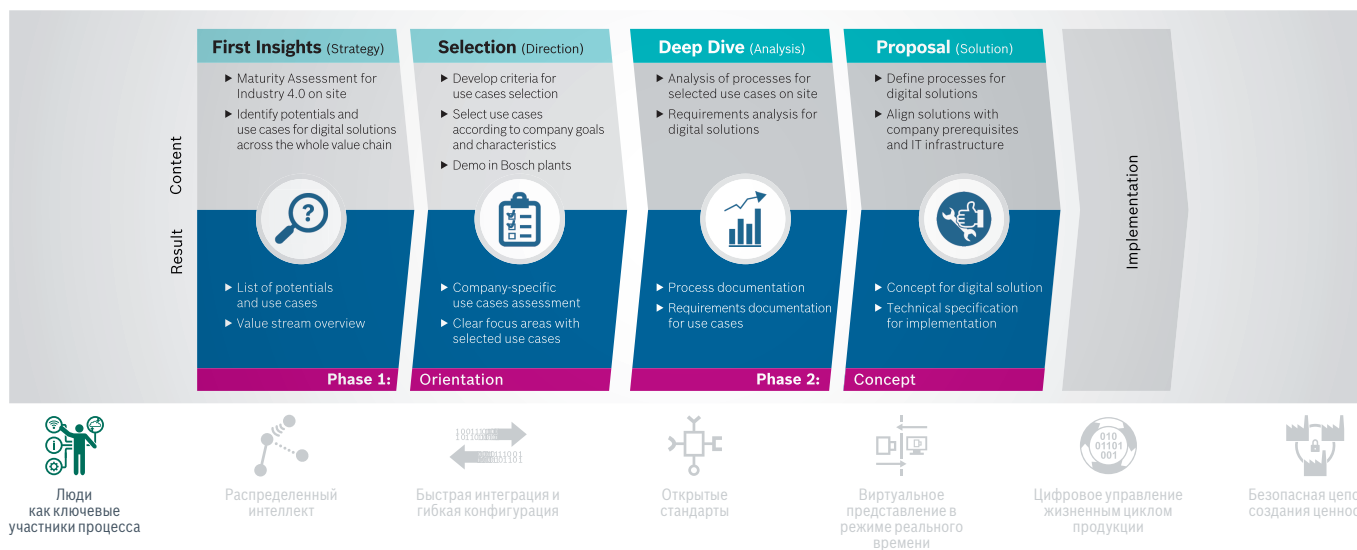 First Insights (Strategy)
Maturity Assessment for
Industry 4.0 on site
Identify potentials and
use cases for digital solutions
across the whole value chain
Selection (Direction)
Develop criteria for
use cases selection
Select use cases
according to company goals
and characteristics
Demo in Bosch plants
Deep Dive (Analysis)
Analysis of processes for
selected use cases on site
Requirements analysis for
digital solutions
Proposal (Solution)
Define processes for
digital solutions
Align solutions with
company prerequisites
and IT infrastructure
Content
Result
Implementation
?
List of potentials
and use cases
Value stream overview
Company-specific
use cases assessment
Clear focus areas with
selected use cases
Process documentation
Requirements documentation
for use cases
Concept for digital solution
Technical specification
for implementation
Phase 1: Orientation
Phase 2: Concept
i
010
01101
001
Люди
как ключевые
участники процесса
Распределенный
интеллект
Быстрая интеграция и
гибкая конфигурация
Открытые
стандарты
Виртуальное
представление в
режиме реального
времени
Цифровое управление
жизненным циклом
продукции
Безопасная
создания